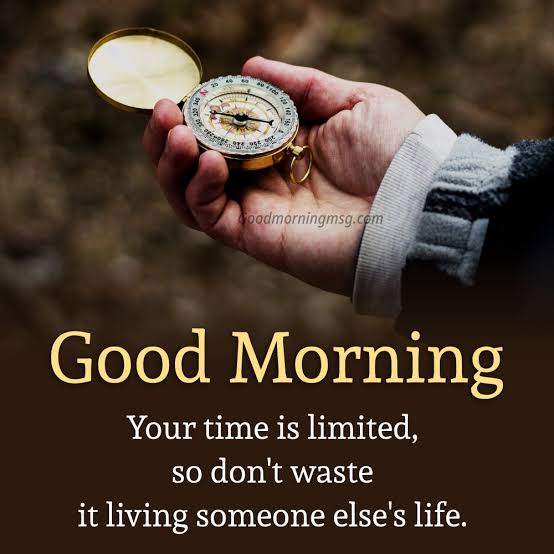 Goodmorningmsg.com
Good Morning
Your time is limited,
so don't waste
it living someone else's life.